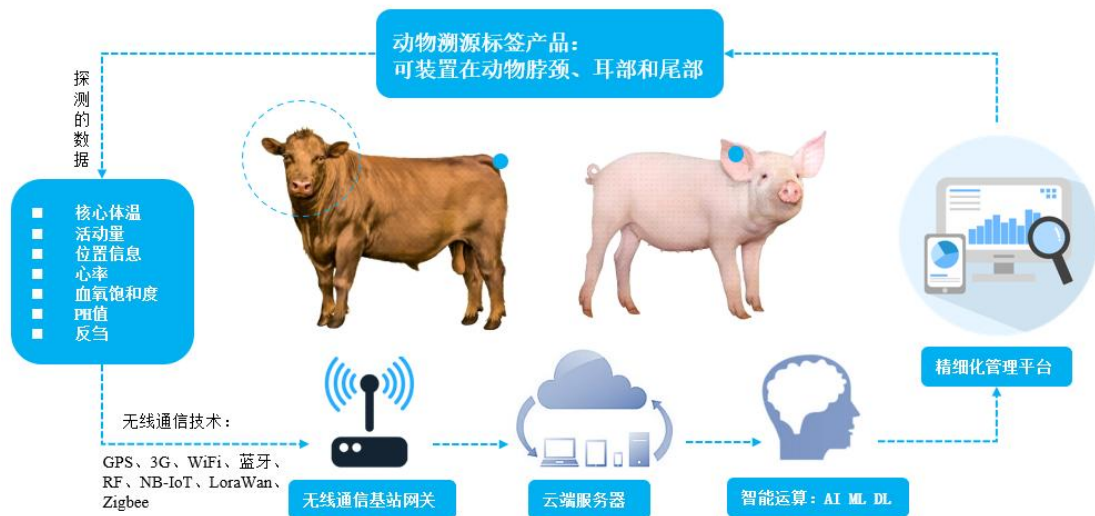 动物溯源标签产品：
可装置在动物脖颈、耳部和尾部
探测的数据
核心体温
活动量
位置信息
心率
血氧饱和度
PH值
反刍
无线通信技术：
GPS、3G、WiFi、蓝牙、
RF、NB-IoT、LoraWan、
Zigbee
无线通信基站网关
云端服务器
智能运算：AI ML DL
精细化管理平台